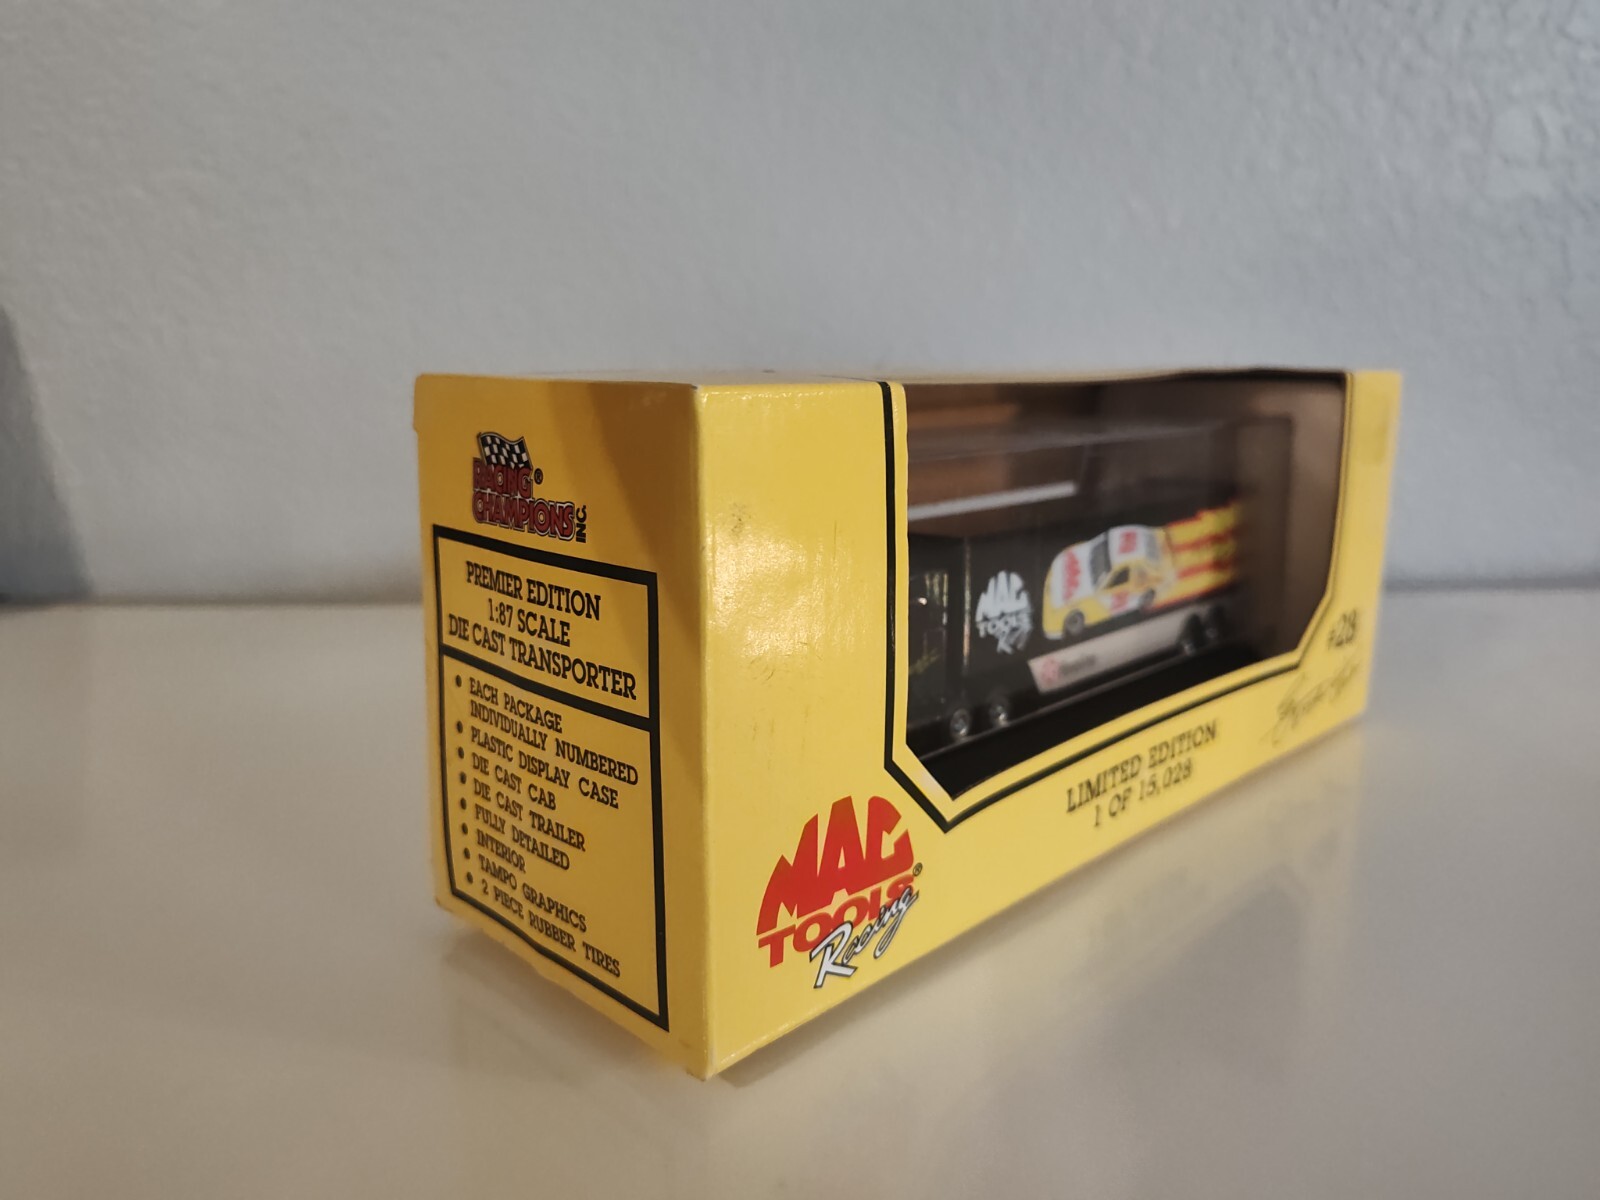 RACING
CHAMPIONS INC.
PREMIER EDITION
1:87 SCALE
DIE CAST TRANSPORTER
• EACH PACKAGE
INDIVIDUALLY NUMBERED
• PLASTIC DISPLAY CASE
• DIE CAST CAB
• DIE CAST TRAILER
• FULLY DETAILED
• INTERIOR
• TAMPO GRAPHICS
• 2 PIECE RUBBER TIRES
MAC
TOOLS
MAC
TOOLS®
Racing
LIMITED EDITION
1 OF 15,028
#28